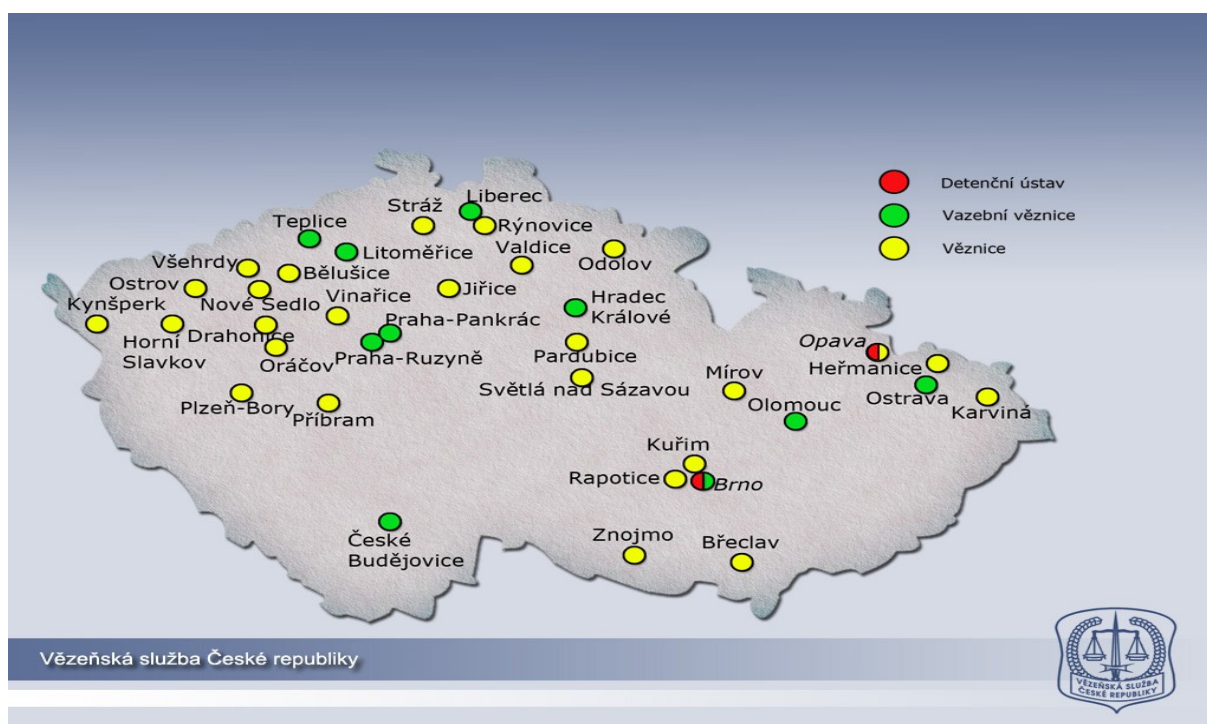 Detenční ústav
Vazební věznice
Věznice
Liberec
Stráž
Rýnovice
Teplice
Litoměřice
Valdice
Odolov
Všehrdy
Bělušice
Ostrov
Nové Sedlo
Vinařice
Jiřice
Hradec
Králové
Kynšperk
Horní
Slavkov
Drahonice
Praha-Pankrác
Oráčov
Praha-Ruzyně
Pardubice
Opava
Heřmanice
Světlá nad Sázavou
Mírov
Ostrava
Karviná
Plzeň-Bory
Příbram
Olomouc
Kuřim
Rapotice
Brno
České
Budějovice
Znojmo
Břeclav
Vězeňská služba České republiky
VĚZEŇSKÁ SLUŽBA
ČESKÉ REPUBLIKY